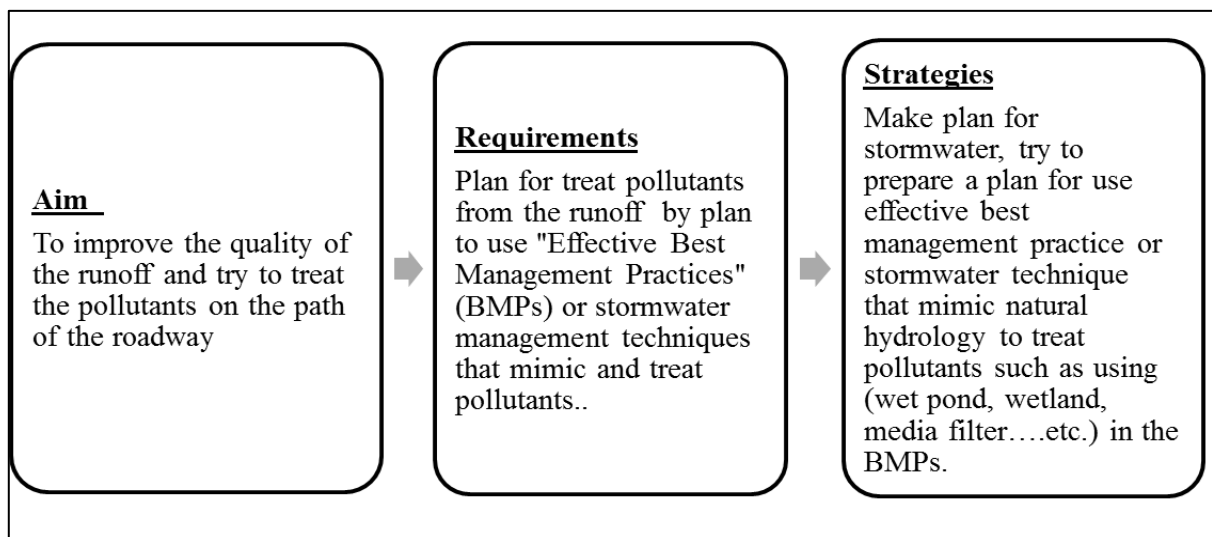 Aim
To improve the quality of
the runoff and try to treat
the pollutants on the path
of the roadway
Requirements
Plan for treat pollutants
from the runoff by plan
to use "Effective Best
Management Practices"
(BMPs) or stormwater
management techniques
that mimic and treat
pollutants..
Strategies
Make plan for
stormwater, try to
prepare a plan for use
effective best
management practice or
stormwater technique
that mimic natural
hydrology to treat
pollutants such as using
(wet pond, wetland,
media filter….etc.) in the
BMPs.